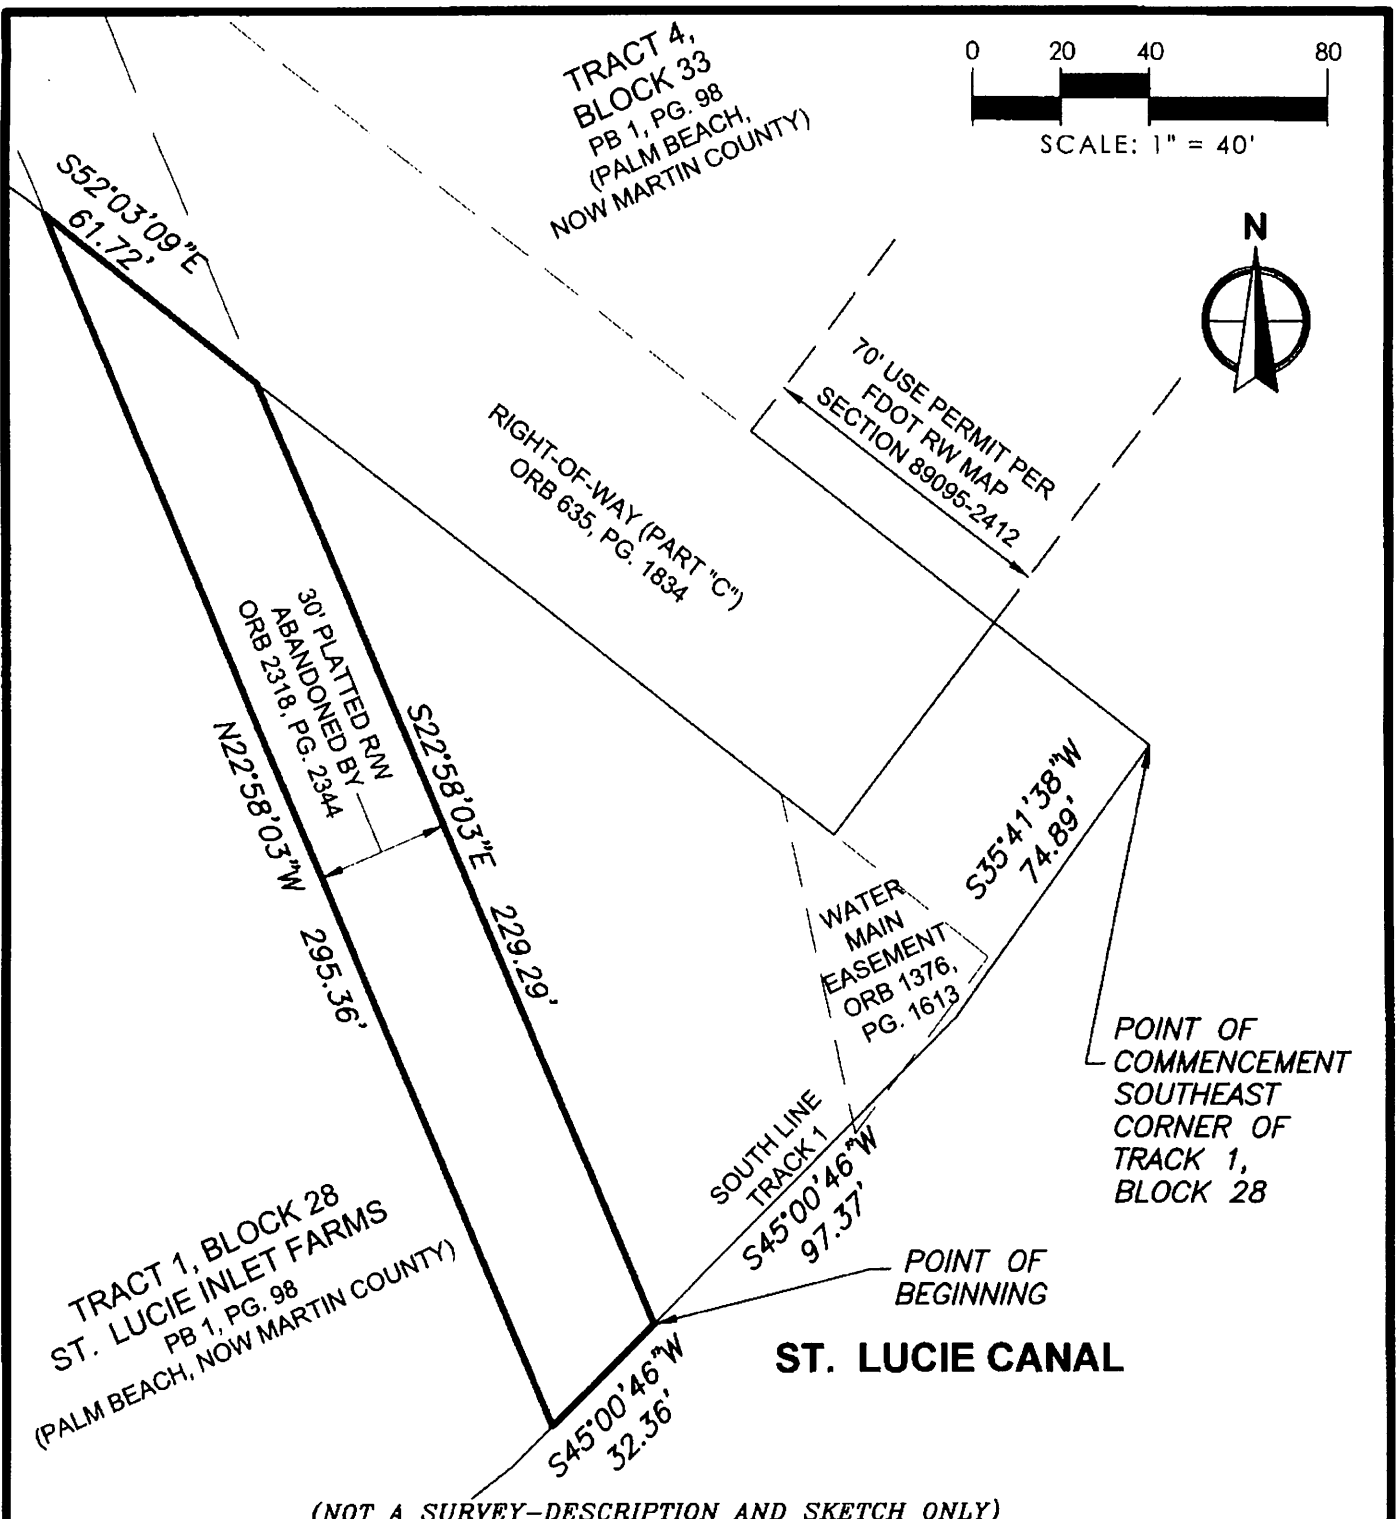 TRACT 4,
BLOCK 33
PB 1, PG. 98
(PALM BEACH,
NOW MARTIN COUNTY)
0 20 40 80
SCALE: 1" = 40'
N
S52°03'09"E
61.72'
70' USE PERMIT PER
FDOT RW MAP
SECTION 89095-2412
RIGHT-OF-WAY (PART "C")
ORB 635, PG. 1834
30' PLATTED R/W
ABANDONED BY
ORB 2318, PG. 2344
N22°58'03"W 295.36'
S22°58'03"E 229.29'
S35°41'38"W
74.89'
WATER
MAIN
EASEMENT
ORB 1376,
PG. 1613
POINT OF
COMMENCEMENT
SOUTHEAST
CORNER OF
TRACK 1,
BLOCK 28
SOUTH LINE
TRACK 1
S45°00'46"W
97.37'
TRACT 1, BLOCK 28
ST. LUCIE INLET FARMS
PB 1, PG. 98
(PALM BEACH, NOW MARTIN COUNTY)
POINT OF
BEGINNING
ST. LUCIE CANAL
S45°00'46"W
32.36'
(NOT A SURVEY-DESCRIPTION AND SKETCH ONLY)